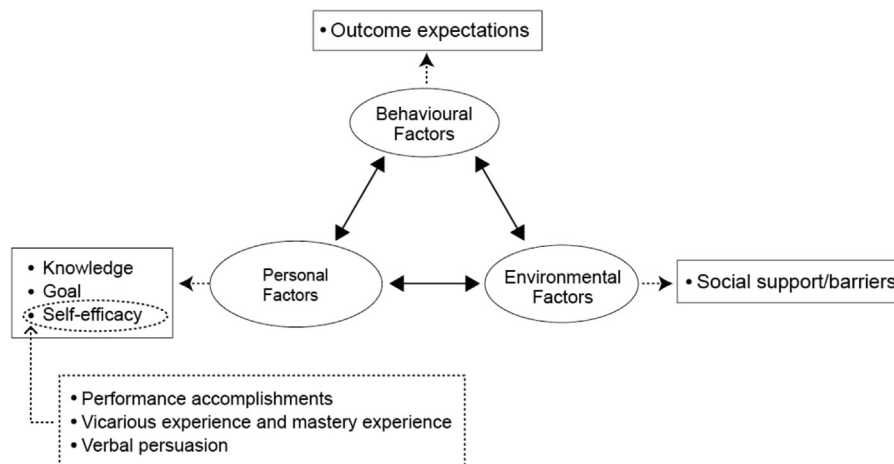 • Outcome expectations
Behavioural
Factors
• Knowledge
• Goal
• Self-efficacy
Personal
Factors
Environmental
Factors
• Social support/barriers
• Performance accomplishments
• Vicarious experience and mastery experience
• Verbal persuasion